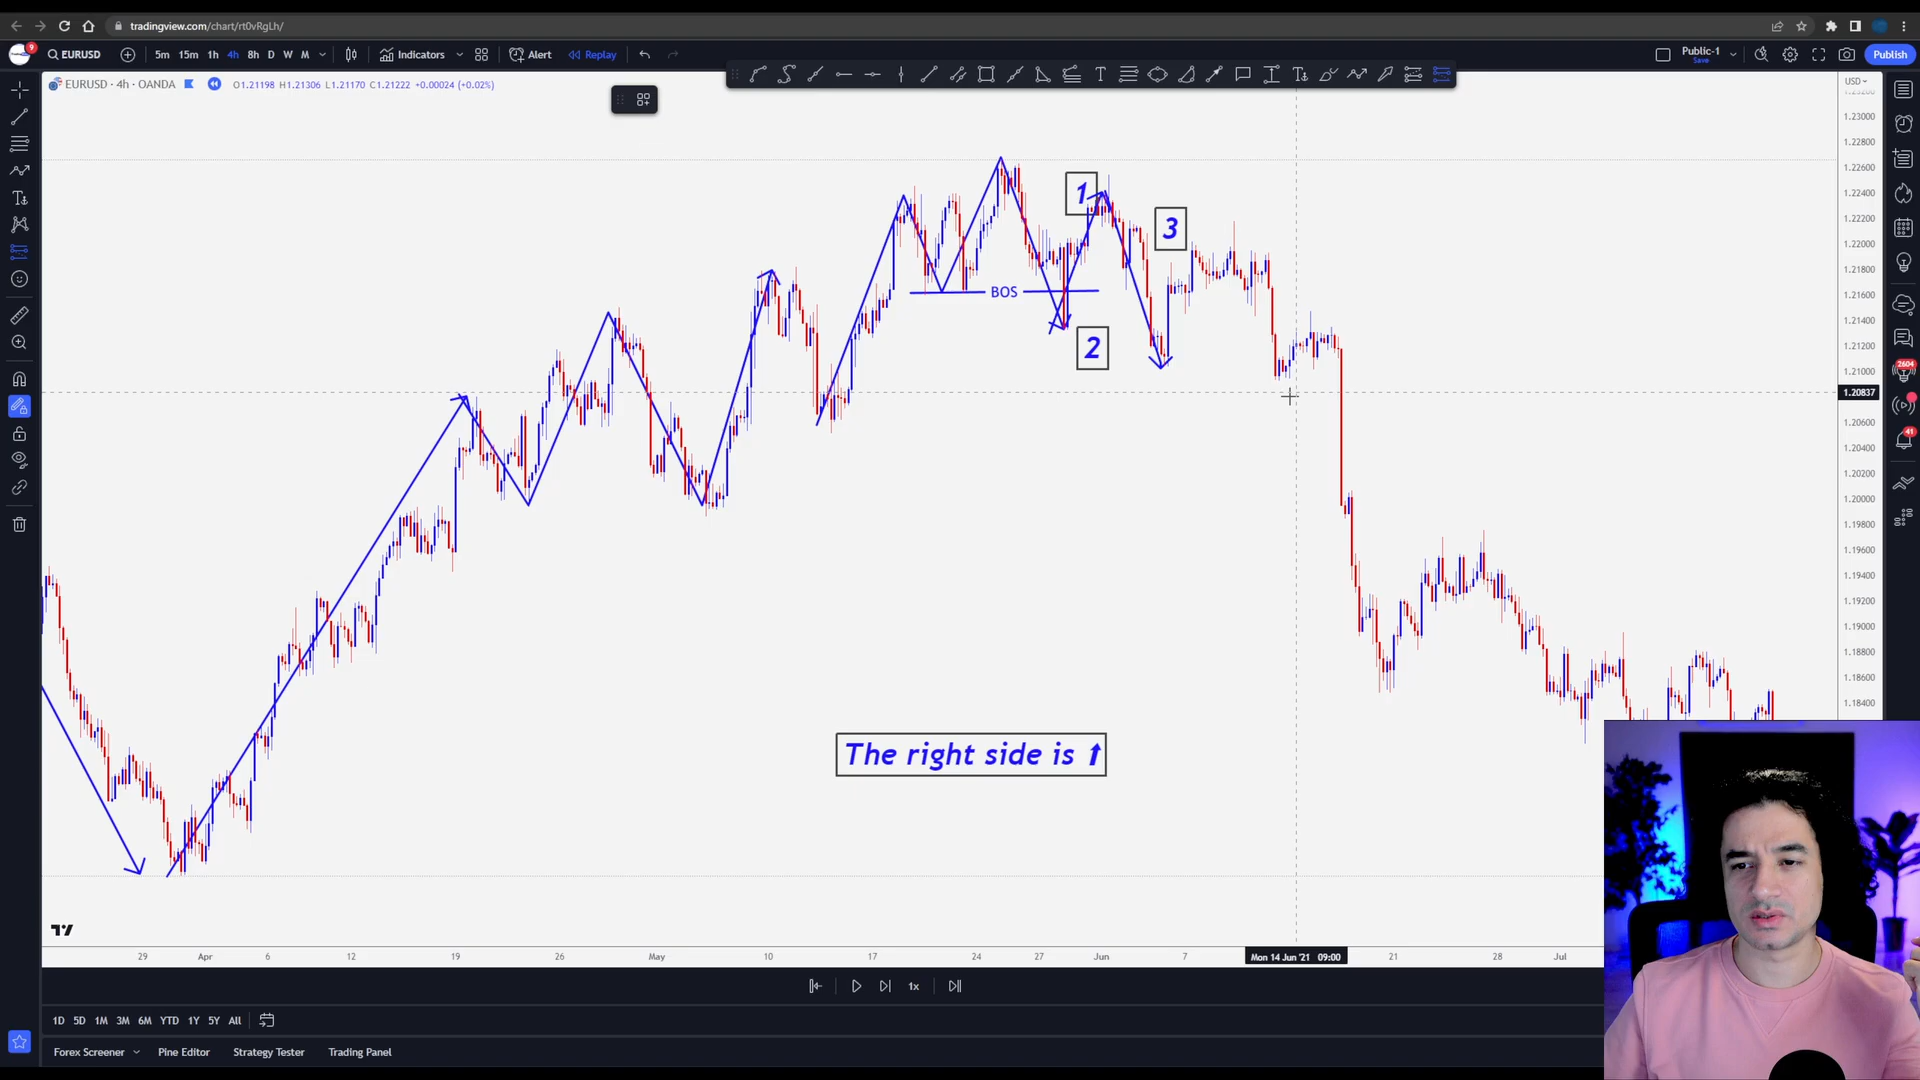 tradingview.com/chart/rt0vRgLh/
9
EURUSD
5m 15m 1h 4h 8h D W M
Indicators
Alert
Replay
Public-1
Save
Publish
EURUSD · 4h · OANDA
O1.21198 H1.21306 L1.21170 C1.21222 +0.00024 (+0.02%)
USD
1.23000
1.22800
1.22600
1.22400
1.22200
1.22000
1.21800
1.21600
1.21400
1.21200
1.21000
1.20837
1.20600
1.20400
1.20200
1.20000
1.19800
1.19600
1.19400
1.19200
1.19000
1.18800
1.18600
1.18400
2604
41
1
3
BOS
2
The right side is ⬆
29 Apr 6 12 19 26 May 10 17 24 27 Jun 7 Mon 14 Jun '21 09:00 21 28 Jul
1x
1D 5D 1M 3M 6M YTD 1Y 5Y All
Forex Screener Pine Editor Strategy Tester Trading Panel